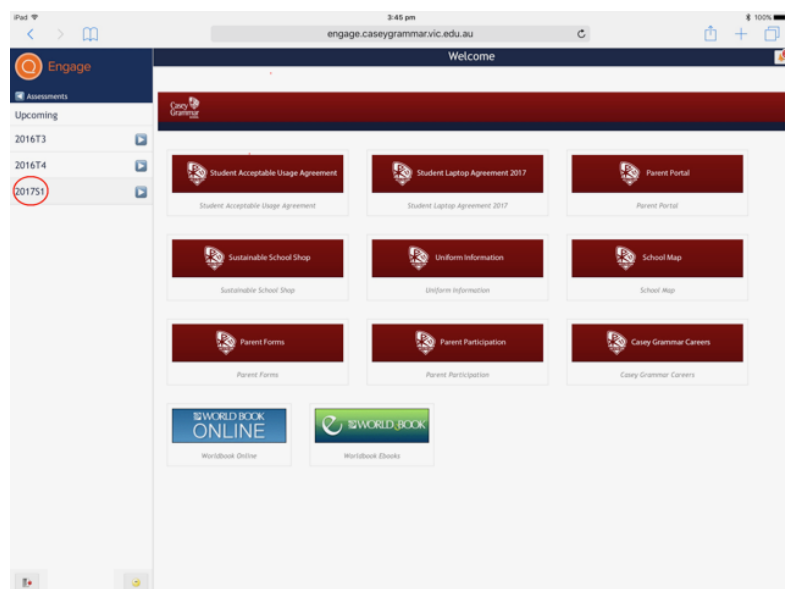 iPad 3:45 pm 100%
engage.caseygrammar.vic.edu.au
Engage
Welcome
Assessments
Upcoming
2016T3
2016T4
2017S1
Casey Grammar
Student Acceptable Usage Agreement
Student Laptop Agreement 2017
Parent Portal
Student Acceptable Usage Agreement
Student Laptop Agreement 2017
Parent Portal
Sustainable School Shop
Uniform Information
School Map
Sustainable School Shop
Uniform Information
School Map
Parent Forms
Parent Participation
Casey Grammar Careers
Parent Forms
Parent Participation
Casey Grammar Careers
WORLD BOOK
ONLINE
e WORLD BOOK
Worldbook Online
Worldbook Ebooks